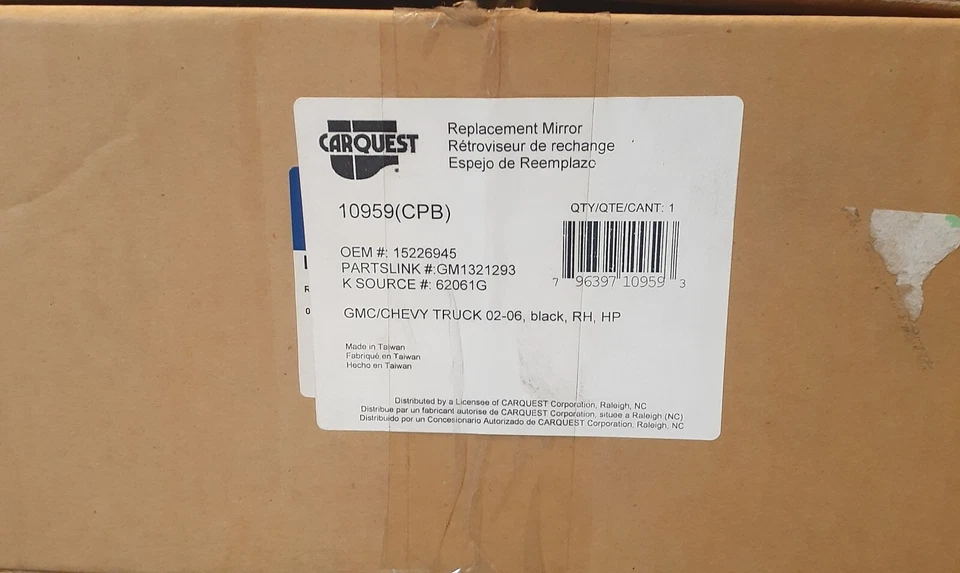 CARQUEST
Replacement Mirror
Rétroviseur de rechange
Espejo de Reemplazo
10959(CPB)
QTY/QTE/CANT: 1
OEM #: 15226945
PARTSLINK #:GM1321293
K SOURCE #: 62061G
7 96397 10959 3
GMC/CHEVY TRUCK 02-06, black, RH, HP
Made in Taiwan
Fabriqué en Taiwan
Hecho en Taiwan
Distributed by a Licensee of CARQUEST Corporation, Raleigh, NC
Distribue par un fabricant autorise de CARQUEST Corporation, situee a Raleigh (NC)
Distribuido por un Concesionario Autorizado de CARQUEST Corporation, Raleigh, NC